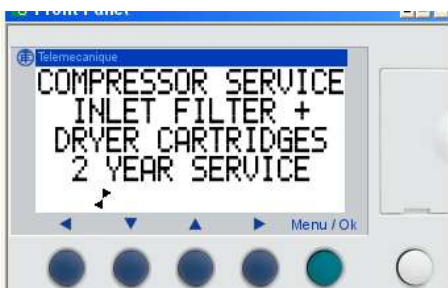 Front Panel
Telemecanique
COMPRESSOR SERVICE
INLET FILTER +
DRYER CARTRIDGES
2 YEAR SERVICE
Menu / Ok